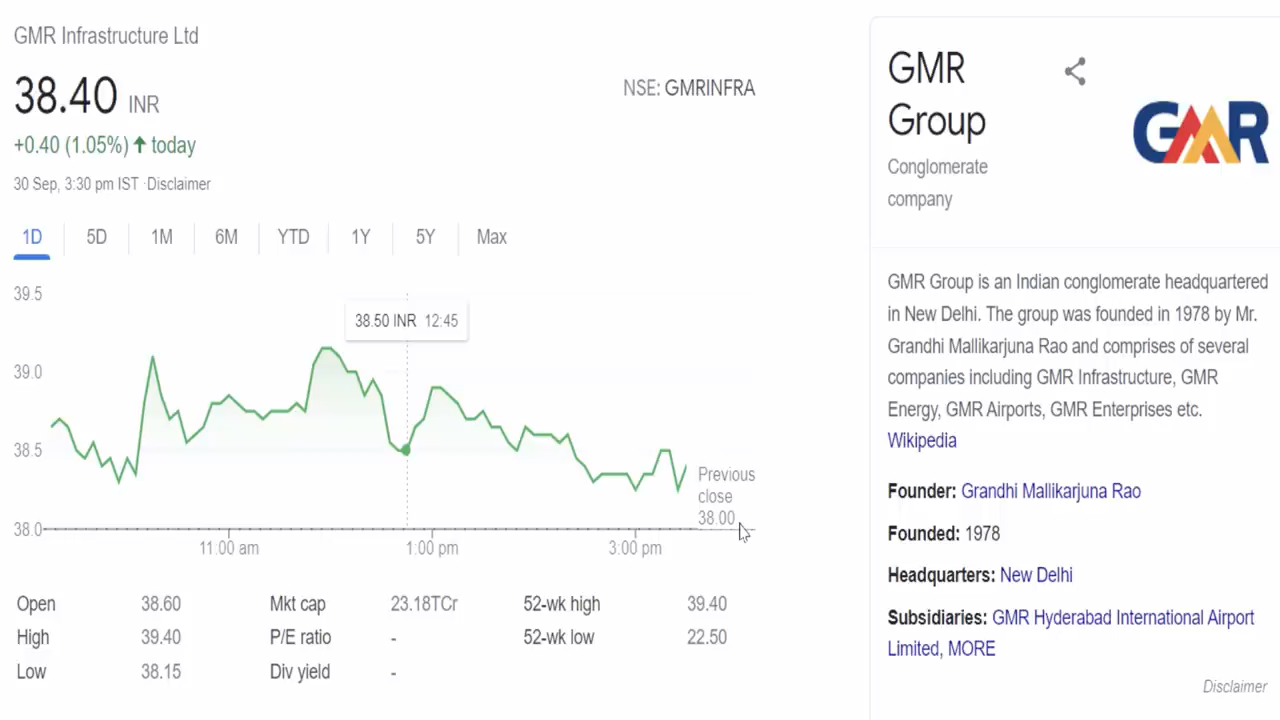 GMR Infrastructure Ltd
38.40 INR
NSE: GMRINFRA
+0.40 (1.05%) ↑ today
30 Sep, 3:30 pm IST ·Disclaimer
1D 5D 1M 6M YTD 1Y 5Y Max
39.5
39.0
38.5
38.0
38.50 INR 12:45
Previous
close
38.00
11:00 am 1:00 pm 3:00 pm
Open 38.60 Mkt cap 23.18TCr 52-wk high 39.40
High 39.40 P/E ratio - 52-wk low 22.50
Low 38.15 Div yield -
GMR
Group
GMR
Conglomerate
company
GMR Group is an Indian conglomerate headquartered
in New Delhi. The group was founded in 1978 by Mr.
Grandhi Mallikarjuna Rao and comprises of several
companies including GMR Infrastructure, GMR
Energy, GMR Airports, GMR Enterprises etc.
Wikipedia
Founder: Grandhi Mallikarjuna Rao
Founded: 1978
Headquarters: New Delhi
Subsidiaries: GMR Hyderabad International Airport
Limited, MORE
Disclaimer